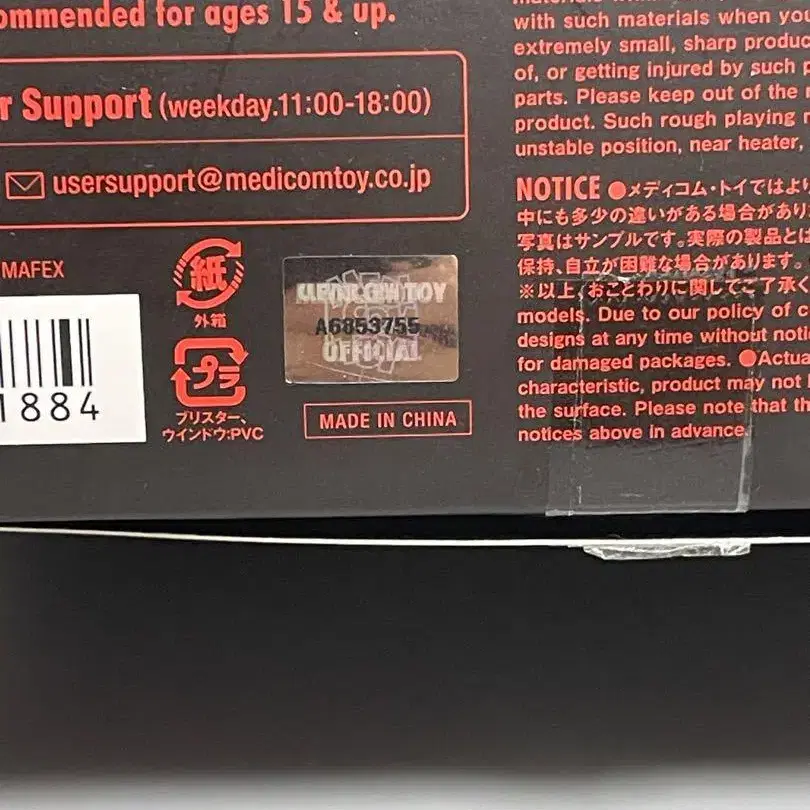 ommended for ages 15 & up.
r Support (weekday.11:00-18:00)
usersupport@medicomtoy.co.jp
MAFEX
1884
紙
外箱
プラ
ブリスター、
ウインドウ:PVC
MEDICOM TOY
A6853755
OFFICIAL
MADE IN CHINA
with such materials when you
extremely small, sharp produc
of, or getting injured by such p
parts. Please keep out of the r
product. Such rough playing m
unstable position, near heater,
NOTICE ●メディコム・トイではより
中にも多少の違いがある場合があり
写真はサンプルです。実際の製品とは
保持、自立が困難な場合があります。
※以上、おことわりに関してご了承く
models. Due to our policy of c
designs at any time without notic
for damaged packages. ●Actua
characteristic, product may not
the surface. Please note that th
notices above in advance.